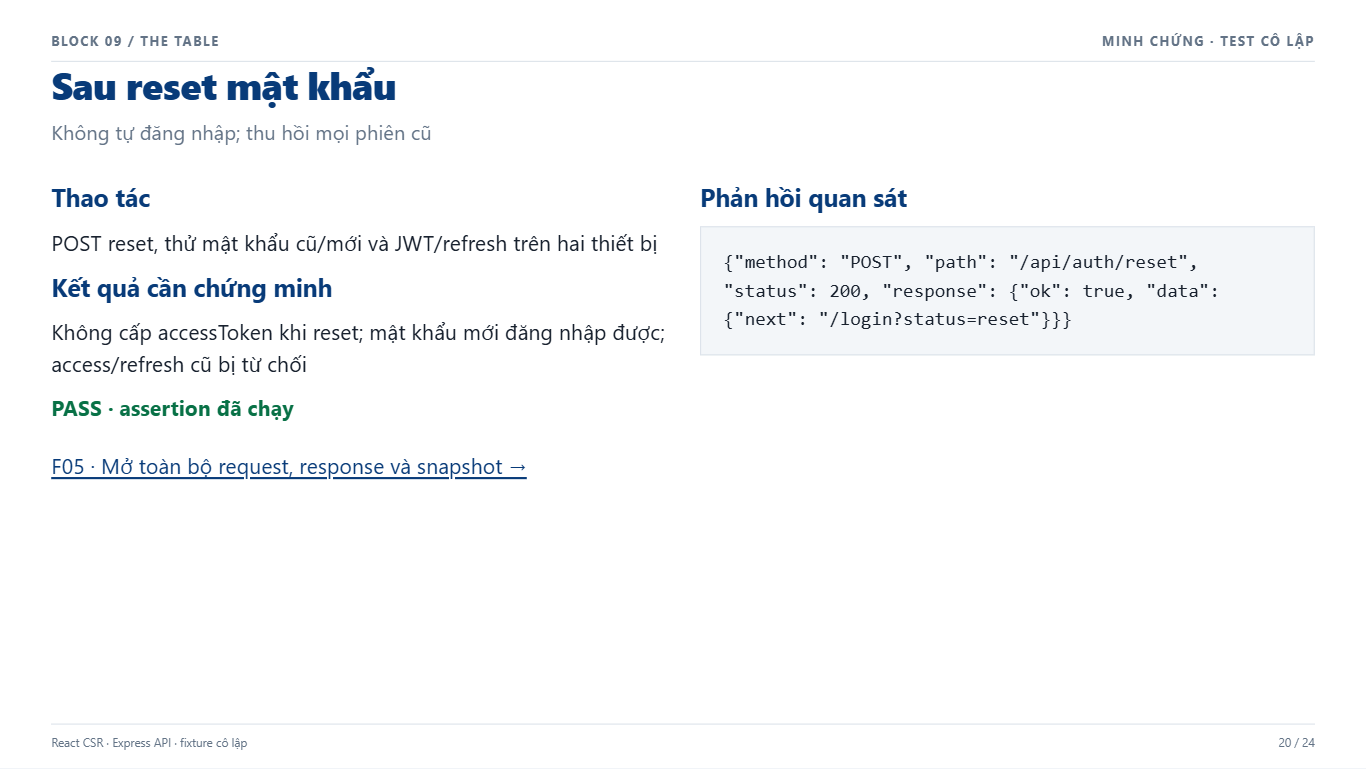 BLOCK 09 / THE TABLE
MINH CHỨNG · TEST CÔ LẬP
Sau reset mật khẩu
Không tự đăng nhập; thu hồi mọi phiên cũ
Thao tác
POST reset, thử mật khẩu cũ/mới và JWT/refresh trên hai thiết bị
Kết quả cần chứng minh
Không cấp accessToken khi reset; mật khẩu mới đăng nhập được;
access/refresh cũ bị từ chối
PASS · assertion đã chạy
F05 · Mở toàn bộ request, response và snapshot →
Phản hồi quan sát
{"method": "POST", "path": "/api/auth/reset",
"status": 200, "response": {"ok": true, "data":
{"next": "/login?status=reset"}}}
React CSR · Express API · fixture cô lập
20 / 24